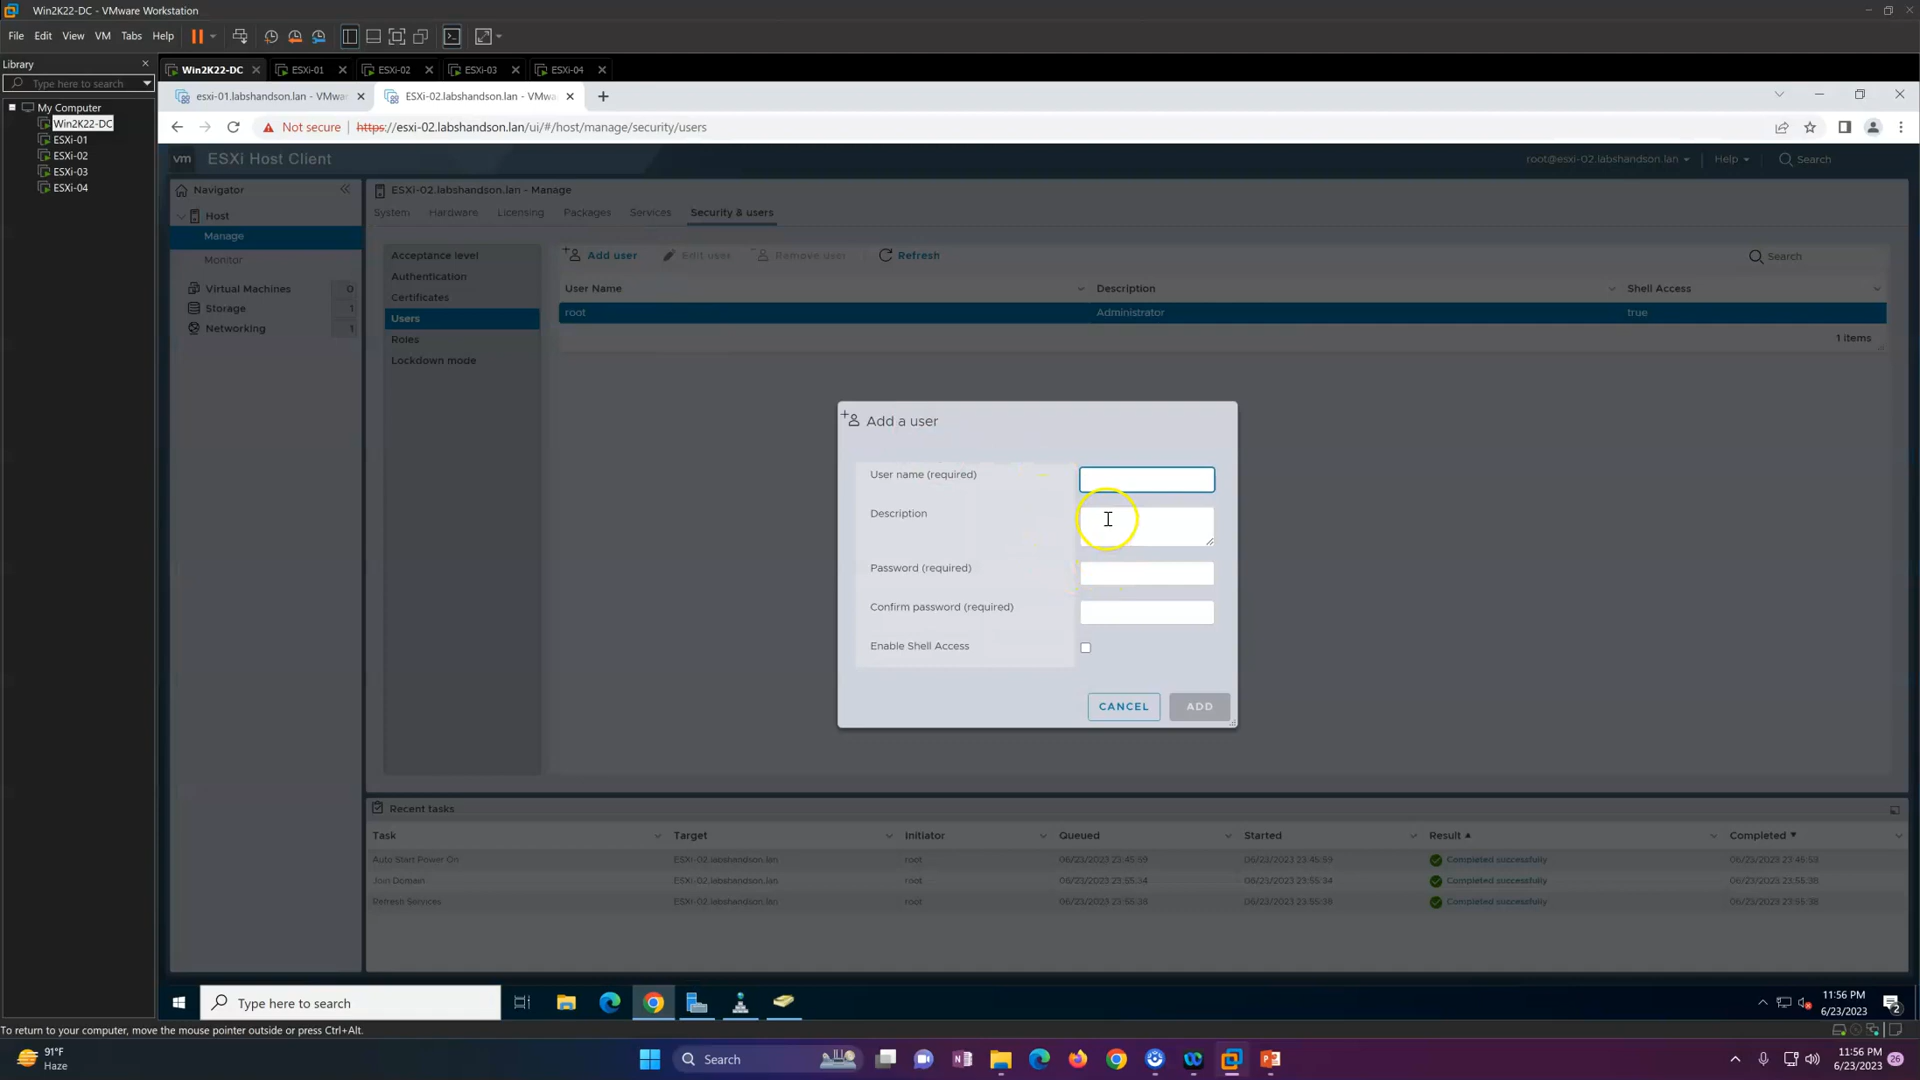 Win2K22-DC - VMware Workstation
File Edit View VM Tabs Help
Library
Type here to search
My Computer
Win2K22-DC
ESXi-01
ESXi-02
ESXi-03
ESXi-04
Win2K22-DC ESXi-01 ESXi-02 ESXi-03 ESXi-04
esxi-01.labshandson.lan - VMwa ESXi-02.labshandson.lan - VMwa
Not secure https://esxi-02.labshandson.lan/ui/#/host/manage/security/users
vm ESXi Host Client root@esxi-02.labshandson.lan Help Search
Navigator
Host
Manage
Monitor
Virtual Machines 0
Storage 1
Networking 1
ESXi-02.labshandson.lan - Manage
System Hardware Licensing Packages Services Security & users
Acceptance level
Authentication
Certificates
Users
Roles
Lockdown mode
Add user Edit user Remove user Refresh Search
User Name Description Shell Access
root Administrator true
1 items
Add a user
User name (required)
Description
Password (required)
Confirm password (required)
Enable Shell Access
CANCEL ADD
Recent tasks
Task Target Initiator Queued Started Result Completed
Auto Start Power On ESXi-02.labshandson.lan root 06/23/2023 23:45:59 06/23/2023 23:45:59 Completed successfully 06/23/2023 23:45:59
Join Domain ESXi-02.labshandson.lan root 06/23/2023 23:55:34 06/23/2023 23:55:34 Completed successfully 06/23/2023 23:55:38
Refresh Services ESXi-02.labshandson.lan root 06/23/2023 23:55:38 06/23/2023 23:55:38 Completed successfully 06/23/2023 23:55:38
Type here to search
11:56 PM
6/23/2023
2
To return to your computer, move the mouse pointer outside or press Ctrl+Alt.
91°F
Haze
Search
11:56 PM
6/23/2023
26